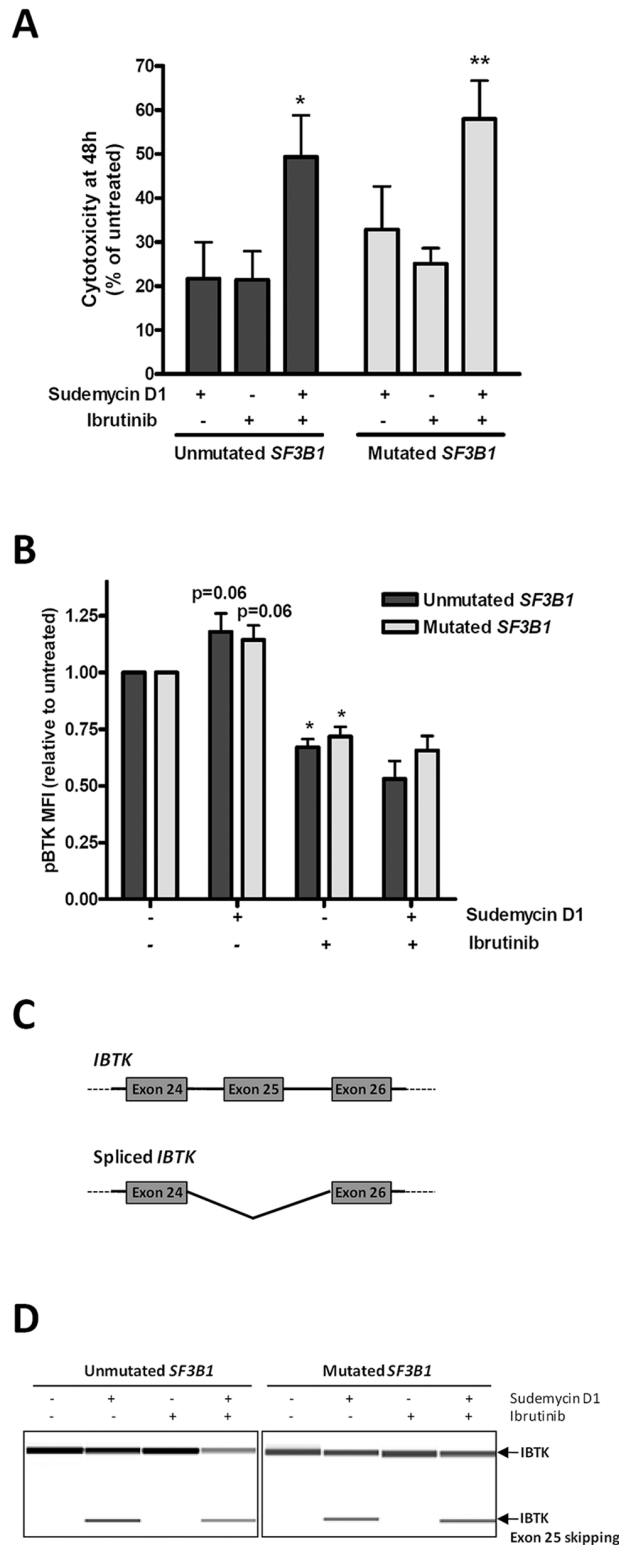 A
Cytotoxicity at 48h
(% of untreated)
70
60
50
40
30
20
10
0
*
**
Sudemycin D1 + - + + - +
Ibrutinib - + + - + +
Unmutated SF3B1 Mutated SF3B1
B
pBTK MFI (relative to untreated)
1.25
1.00
0.75
0.50
0.25
0.00
p=0.06
p=0.06
* *
Unmutated SF3B1
Mutated SF3B1
- + - + Sudemycin D1
- - + + Ibrutinib
C
IBTK
Exon 24 Exon 25 Exon 26
Spliced IBTK
Exon 24 Exon 26
D
Unmutated SF3B1 Mutated SF3B1
- + - + - + - + Sudemycin D1
- - + + - - + + Ibrutinib
IBTK
IBTK
Exon 25 skipping